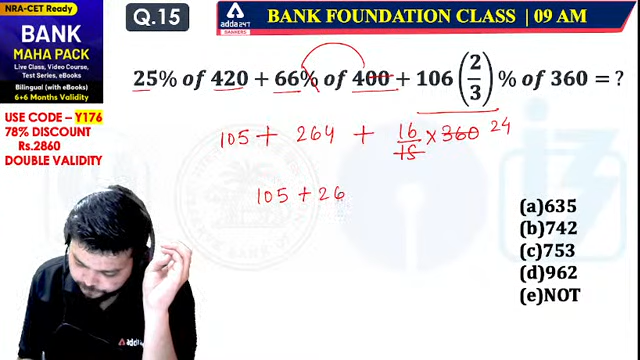 NRA-CET Ready
BANK
MAHA PACK
Live Class, Video Course,
Test Series, eBooks
Bilingual (with eBooks)
6+6 Months Validity
USE CODE – Y176
78% DISCOUNT
Rs.2860
DOUBLE VALIDITY
Q.15
adda247
BANK FOUNDATION CLASS | 09 AM
25% of 420 + 66% of 400 + 106 (2/3) % of 360 = ?
105 + 264 + 16/15 × 360 24
105 + 26
(a)635
(b)742
(c)753
(d)962
(e)NOT
adda247